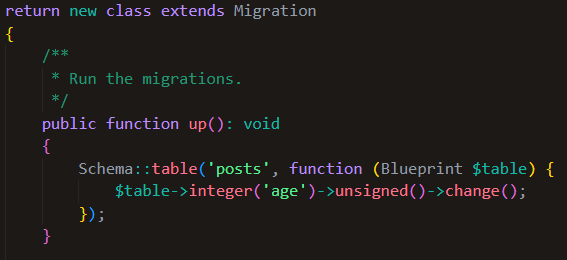 return new class extends Migration
{
    /**
     * Run the migrations.
     */
    public function up(): void
    {
        Schema::table('posts', function (Blueprint $table) {
            $table->integer('age')->unsigned()->change();
        });
    }